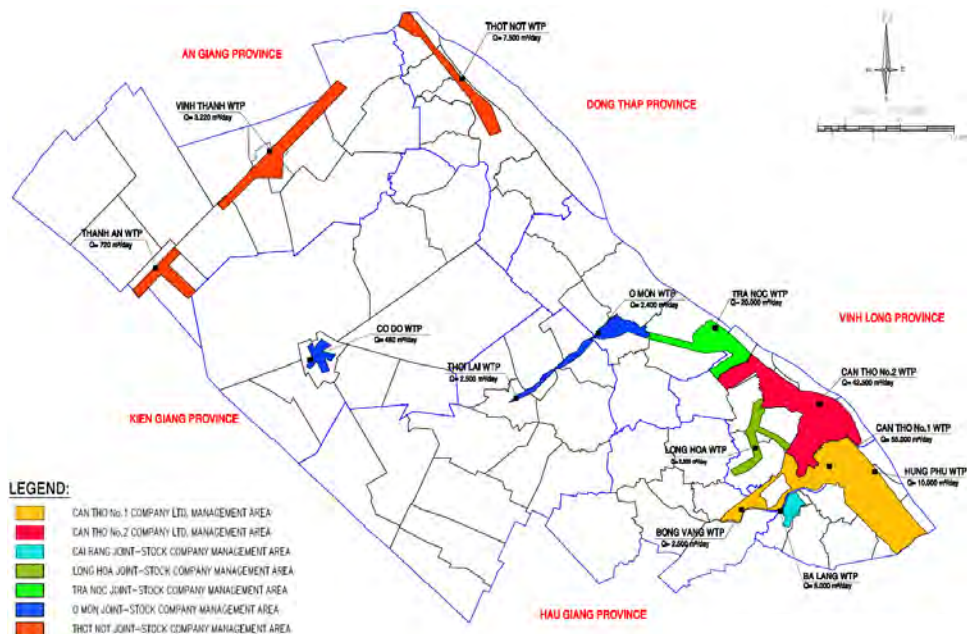 THOT NOT WTP
Q= 7.500 m³/day
AN GIANG PROVINCE
VINH THANH WTP
Q= 3.220 m³/day
DONG THAP PROVINCE
THANH AN WTP
Q= 720 m³/day
O MON WTP
Q= 2,400 m³/day
TRA NOC WTP
Q= 20.000 m³/day
VINH LONG PROVINCE
CO DO WTP
THOI LAI WTP
Q= 2.500 m³/day
CAN THO No.2 WTP
Q= 42.500 m³/day
KIEN GIANG PROVINCE
CAN THO No.1 WTP
Q= 55.000 m³/day
LONG HOA WTP
HUNG PHU WTP
Q= 10.000 m³/day
BONG VANG WTP
Q= 2.500 m³/day
BA LANG WTP
Q= 5.000 m³/day
HAU GIANG PROVINCE
LEGEND:
CAN THO No.1 COMPANY LTD. MANAGEMENT AREA
CAN THO No.2 COMPANY LTD. MANAGEMENT AREA
CAI RANG JOINT-STOCK COMPANY MANAGEMENT AREA
LONG HOA JOINT-STOCK COMPANY MANAGEMENT AREA
TRA NOC JOINT-STOCK COMPANY MANAGEMENT AREA
O MON JOINT-STOCK COMPANY MANAGEMENT AREA
THOT NOT JOINT-STOCK COMPANY MANAGEMENT AREA